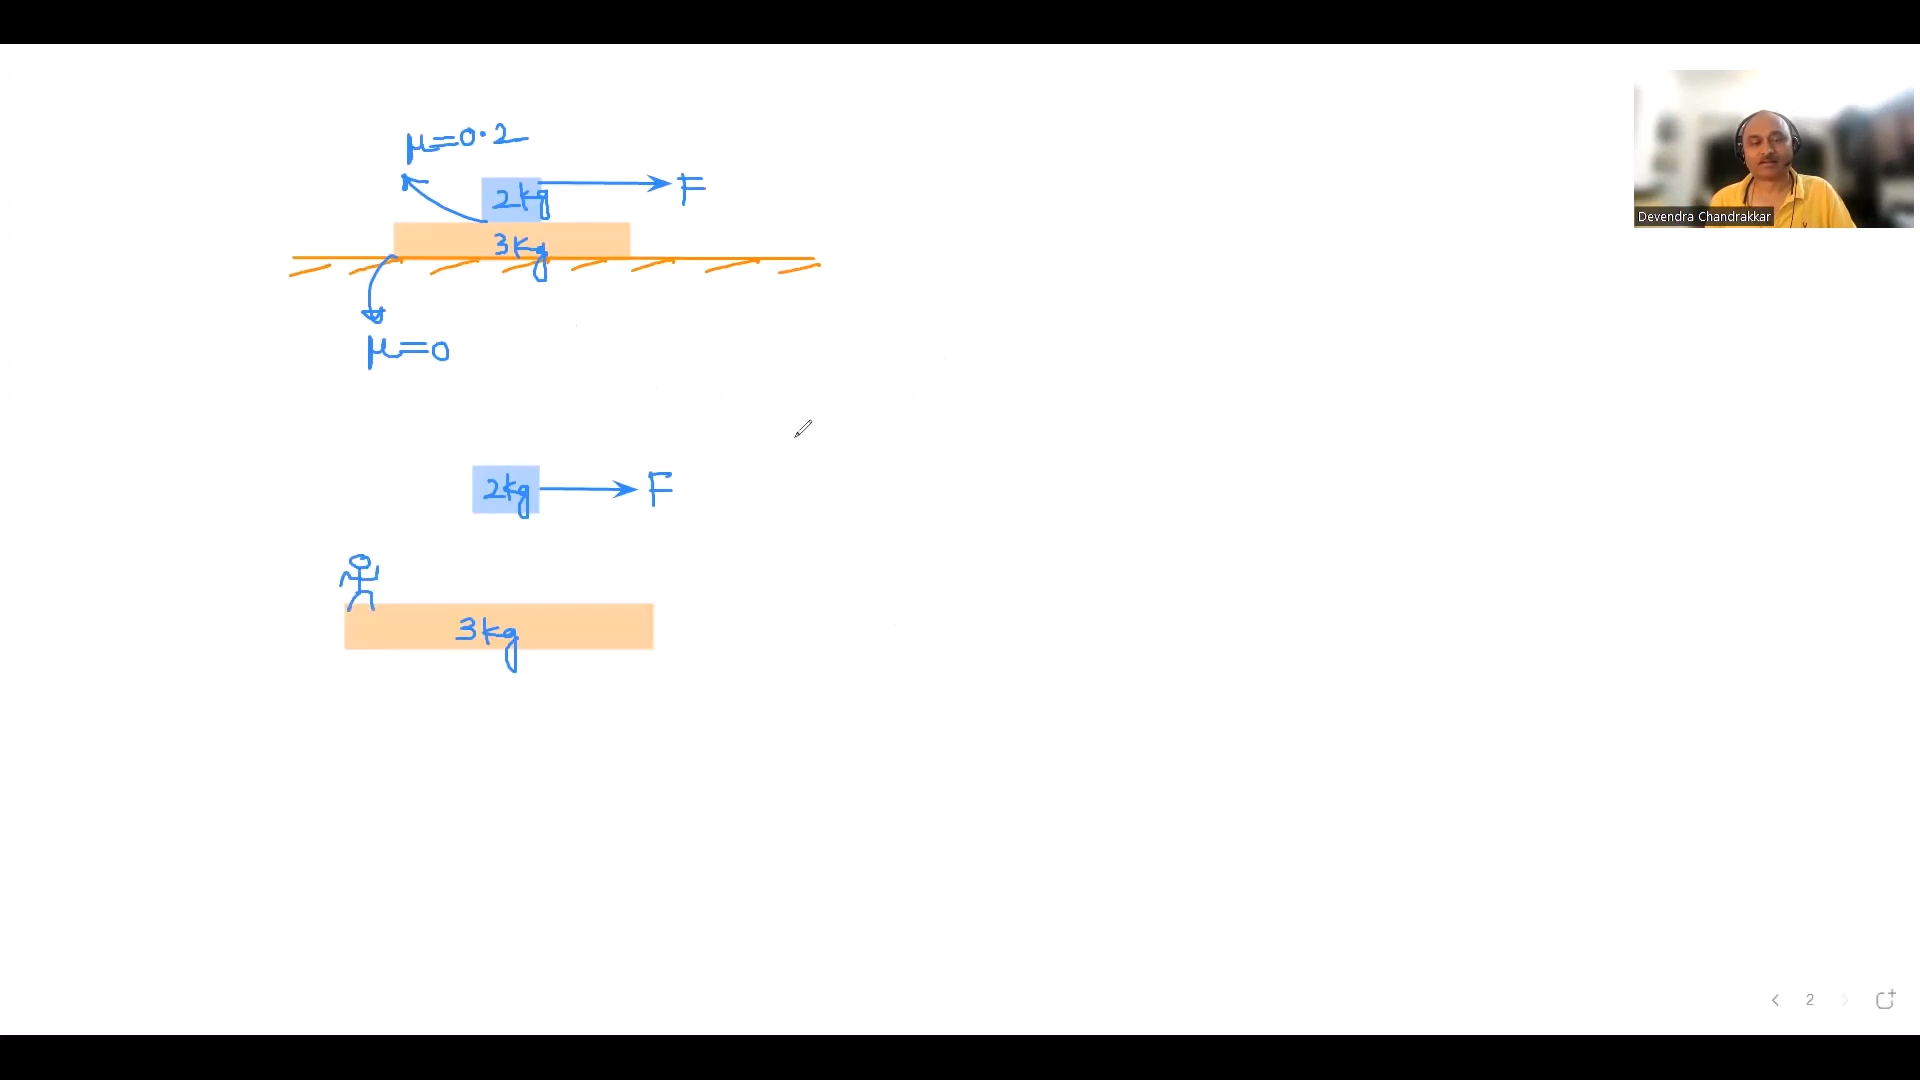 μ=0.2
2kg
F
3kg
μ=0
2kg
F
3kg
Devendra Chandrakkar
2